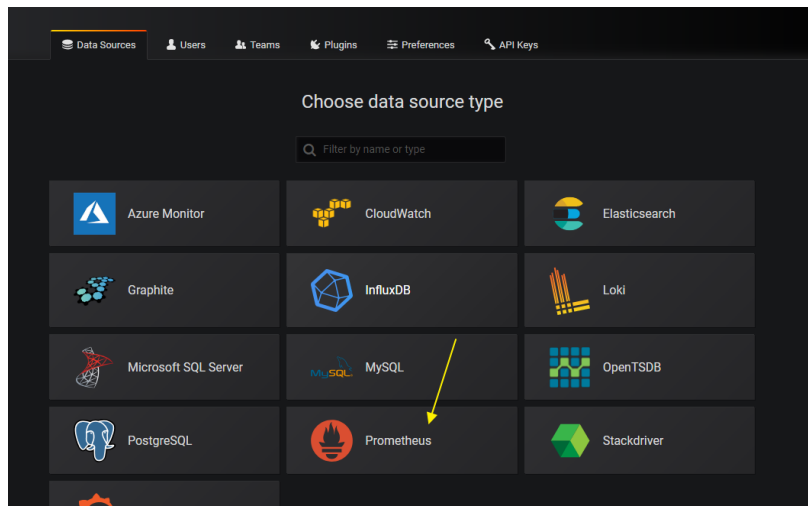 Data Sources Users Teams Plugins Preferences API Keys
Choose data source type
Filter by name or type
Azure Monitor CloudWatch Elasticsearch
Graphite InfluxDB Loki
Microsoft SQL Server MySQL MySQL OpenTSDB
PostgreSQL Prometheus Stackdriver